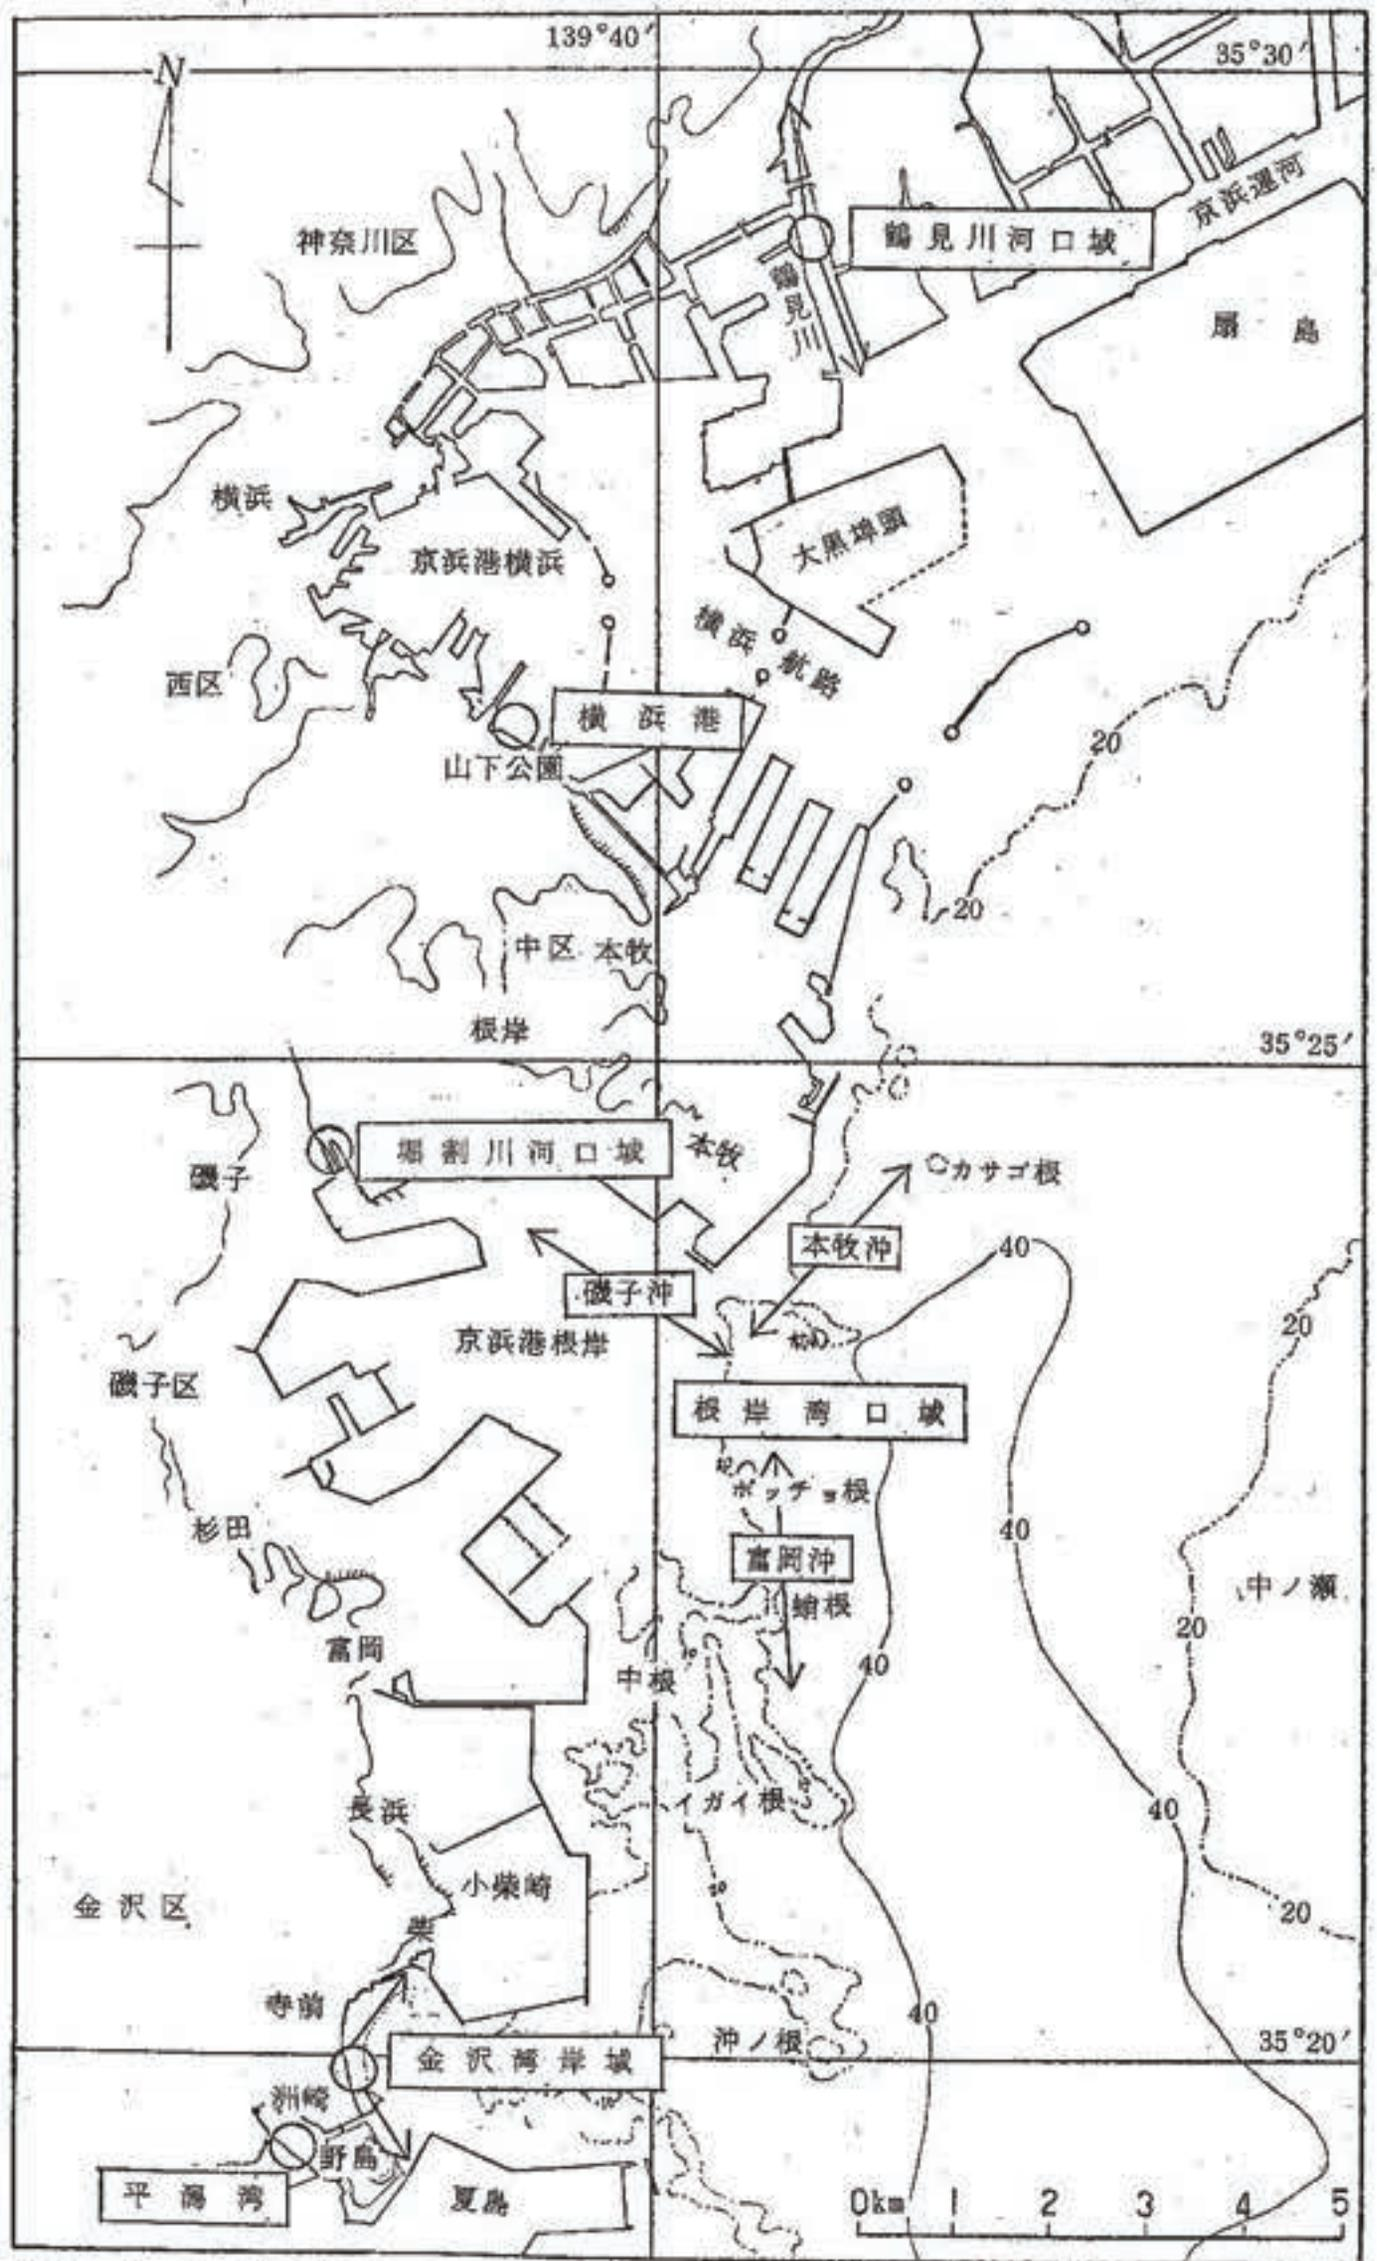 139°40′
35°30′
N
京浜運河
神奈川区
鶴見川河口域
鶴見川
扇島
横浜
京浜港横浜
大黒埠頭
横浜航路
西区
横浜港
20
山下公園
20
中区
本牧
根岸
35°25′
堀割川河口域
本牧
磯子
カサゴ根
本牧沖
40
磯子沖
20
京浜港根岸
磯子区
根岸湾口域
ボッチョ根
40
杉田
富岡沖
中ノ瀬
20
富岡
中根
40
イガイ根
長浜
40
小柴崎
金沢区
20
柴
寺前
40
沖ノ根
35°20′
金沢湾岸域
洲崎
野島
平潟湾
夏島
0km 1 2 3 4 5